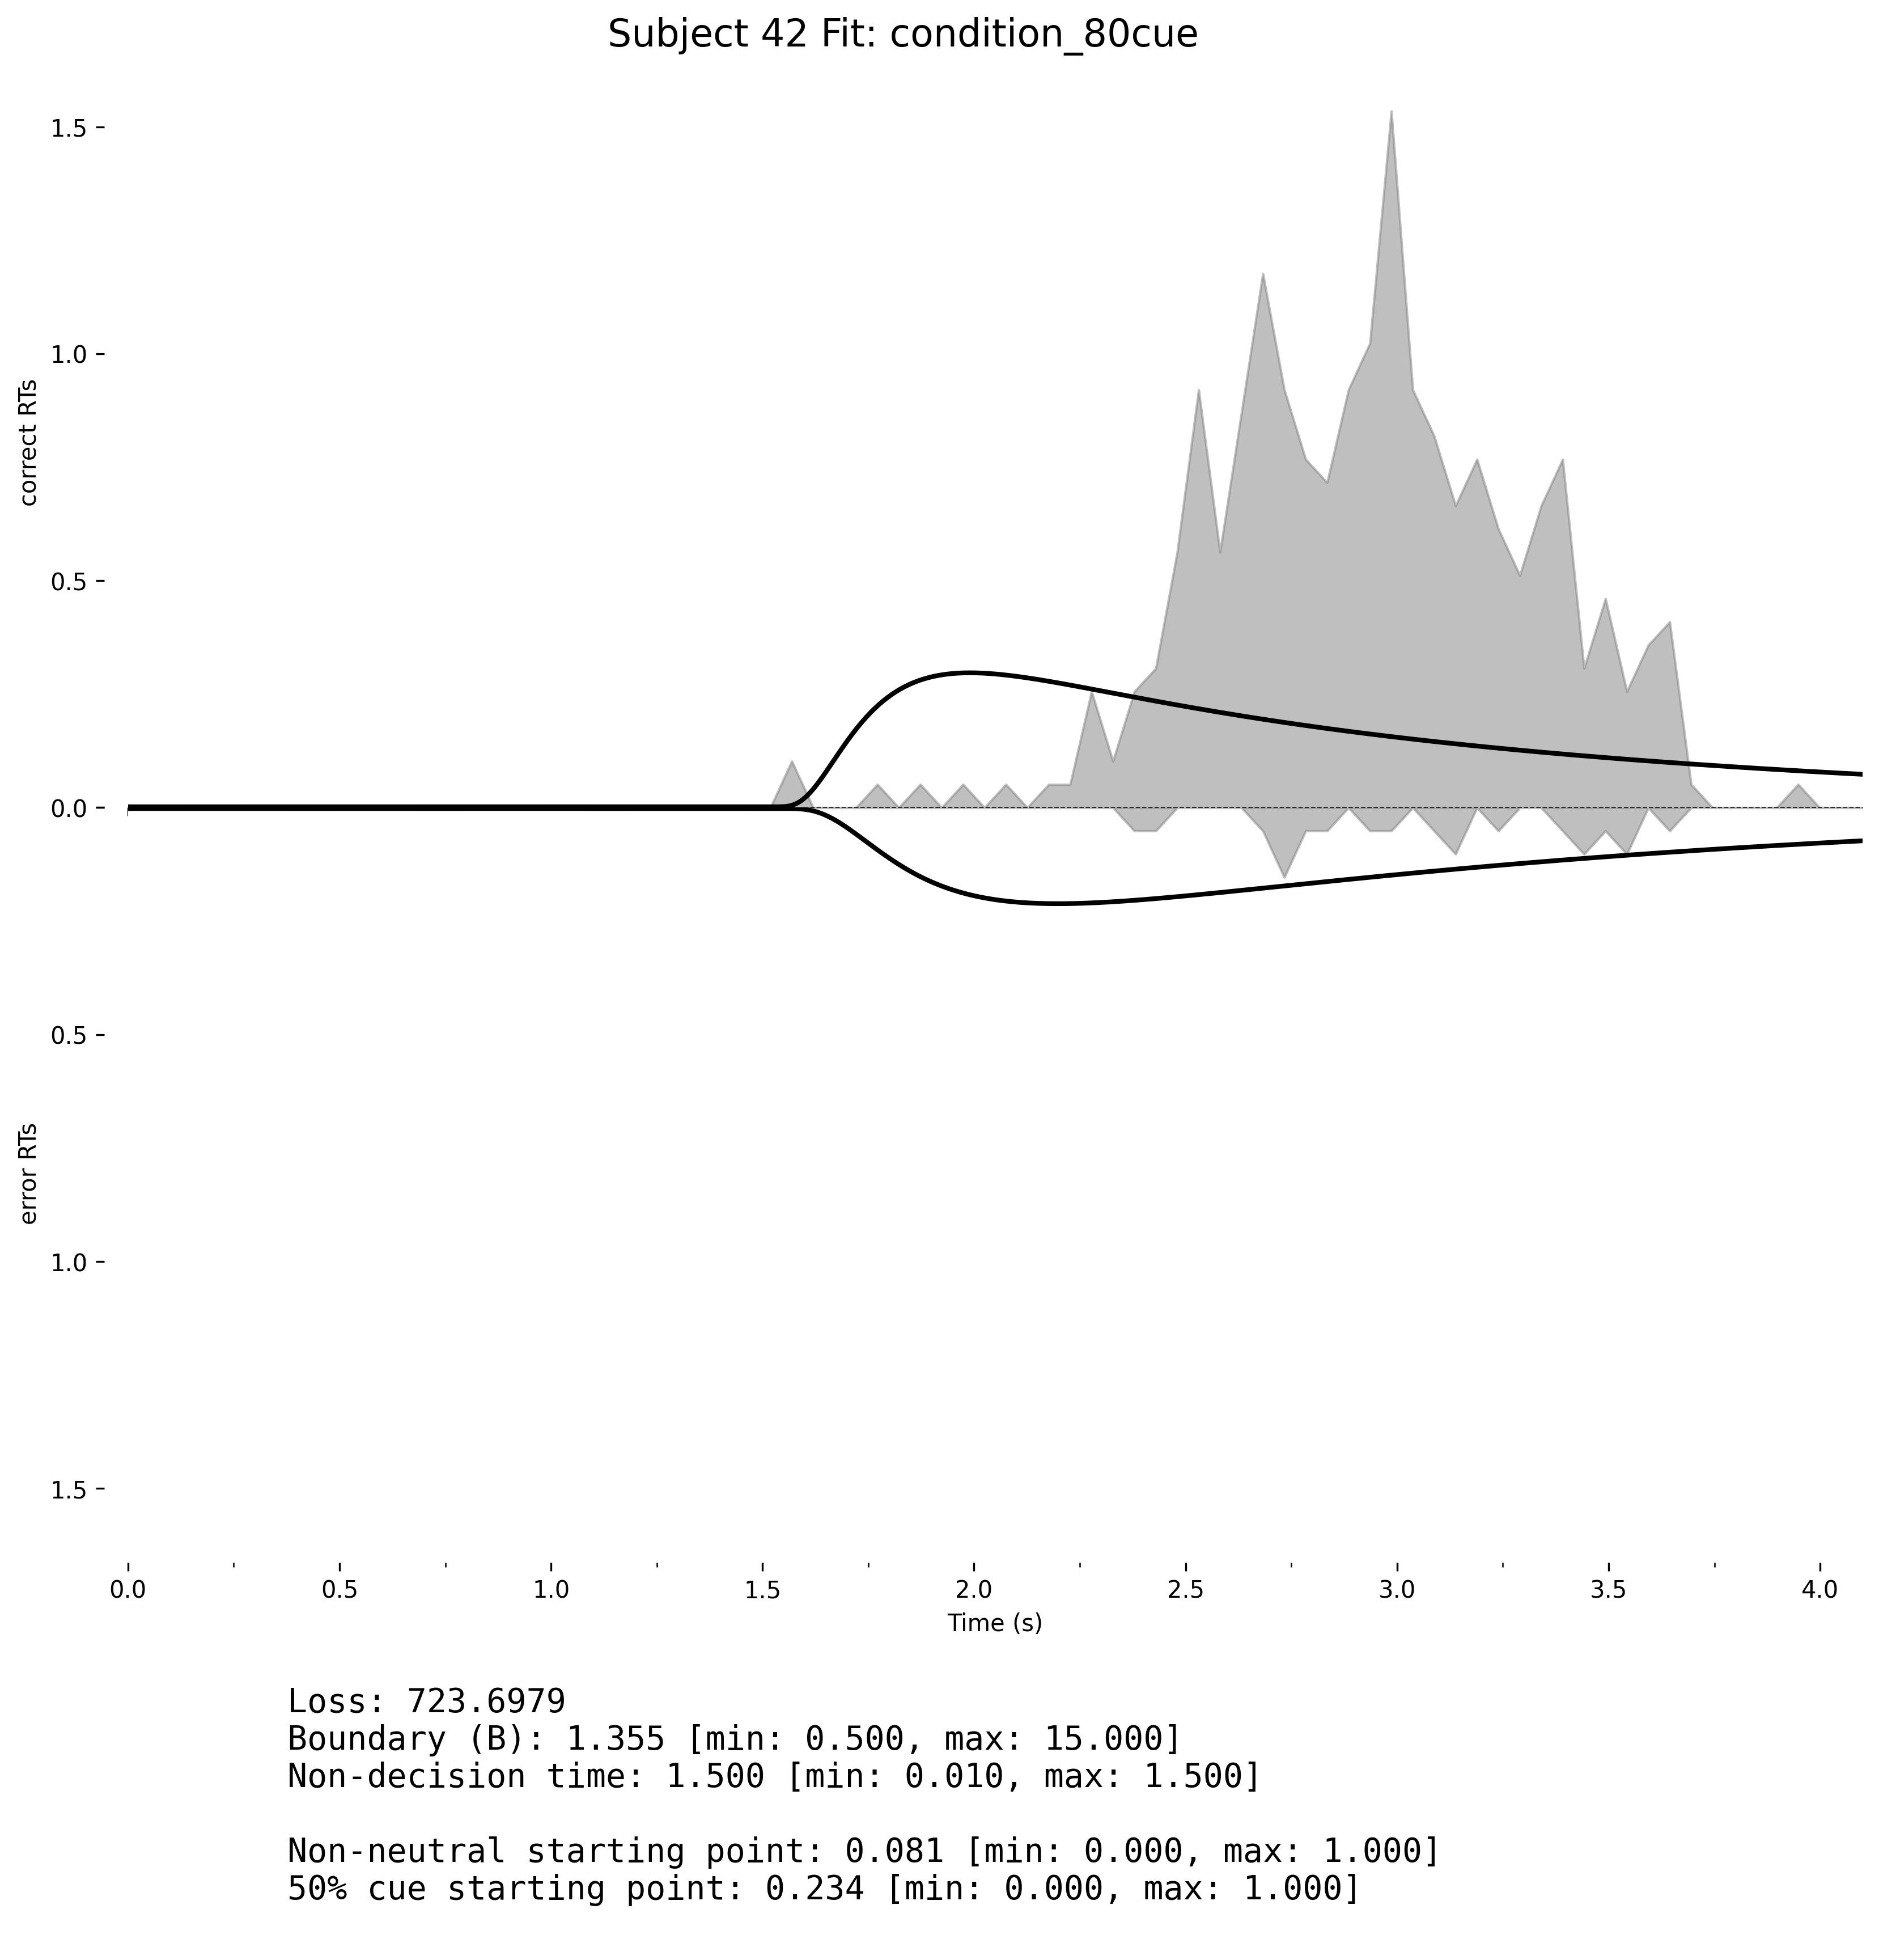 Subject 42 Fit: condition_80cue
1.5
1.0
correct RTs
0.5
0.0
0.5
error RTs
1.0
1.5
0.0 0.5 1.0 1.5 2.0 2.5 3.0 3.5 4.0
Time (s)
Loss: 723.6979
Boundary (B): 1.355 [min: 0.500, max: 15.000]
Non-decision time: 1.500 [min: 0.010, max: 1.500]
Non-neutral starting point: 0.081 [min: 0.000, max: 1.000]
50% cue starting point: 0.234 [min: 0.000, max: 1.000]